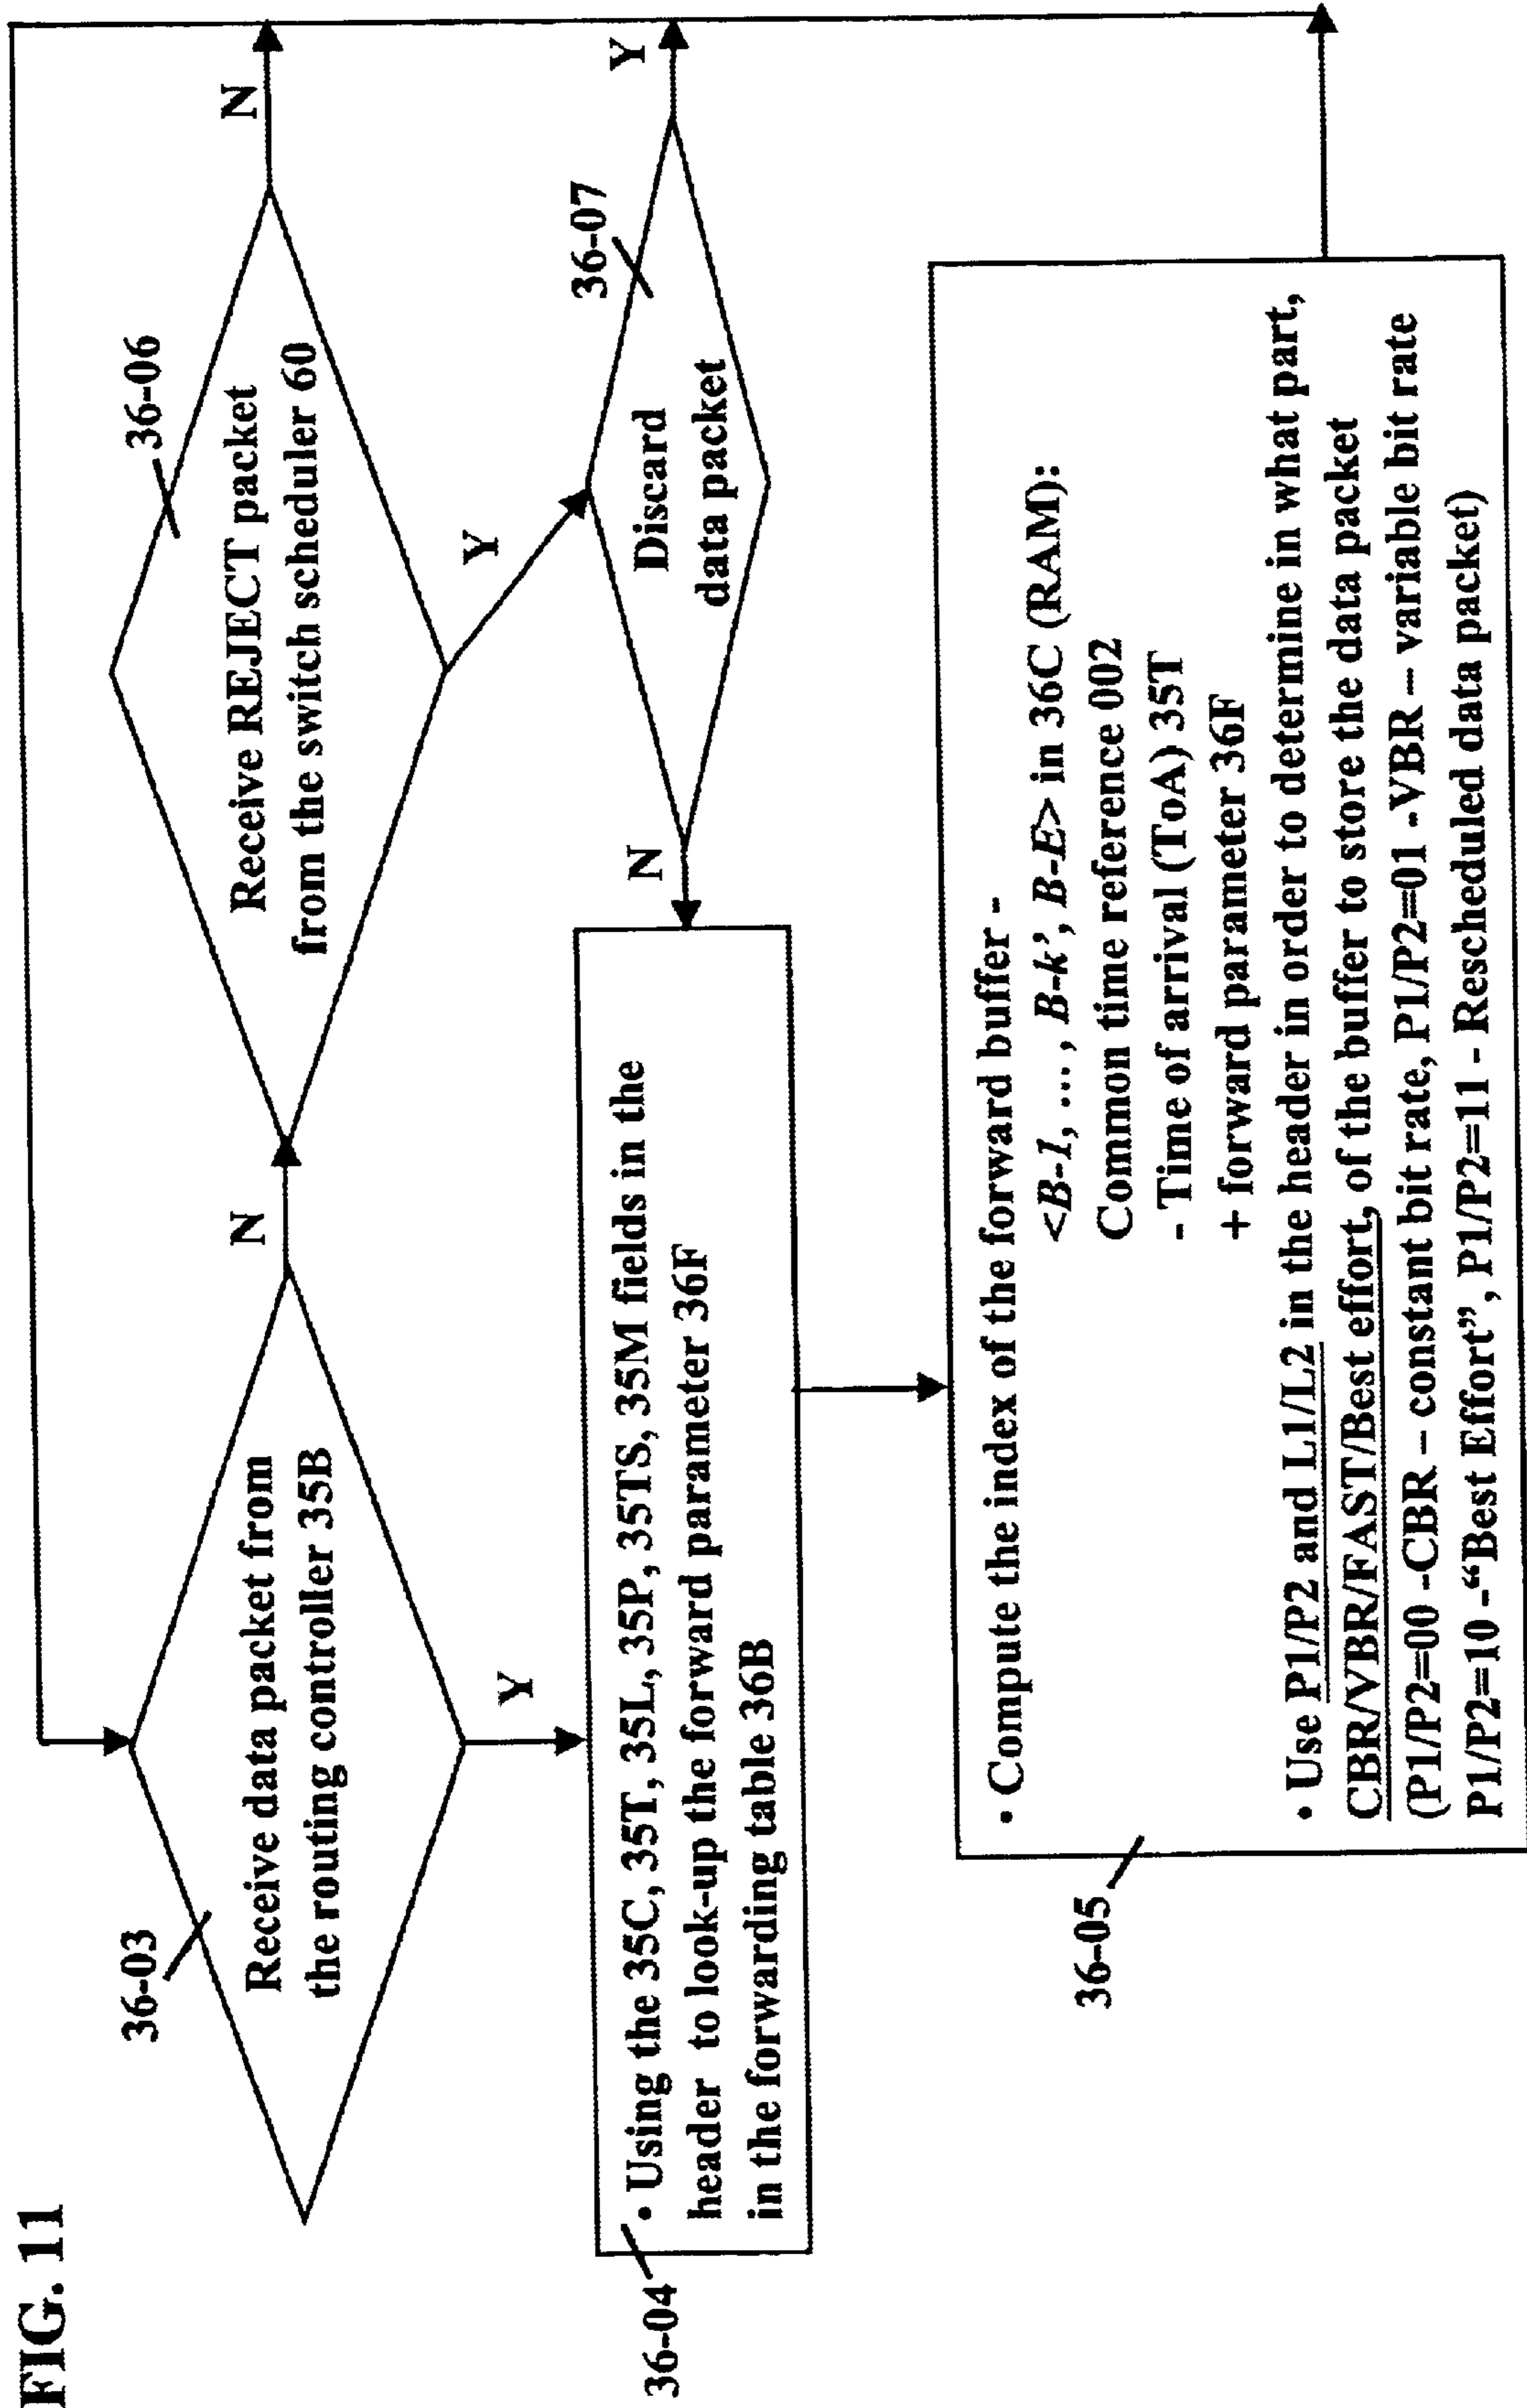 FIG. 11
36-03
Receive data packet from
the routing controller 35B
N
Y
36-06
Receive REJECT packet
from the switch scheduler 60
N
Y
36-07
Discard
data packet
Y
N
36-04
• Using the 35C, 35T, 35L, 35P, 35TS, 35M fields in the
header to look-up the forward parameter 36F
in the forwarding table 36B
36-05
• Compute the index of the forward buffer -
<B-1, ..., B-k', B-E> in 36C (RAM):
Common time reference 002
- Time of arrival (ToA) 35T
+ forward parameter 36F
• Use P1/P2 and L1/L2 in the header in order to determine in what part,
CBR/VBR/FAST/Best effort, of the buffer to store the data packet
(P1/P2=00 -CBR – constant bit rate, P1/P2=01 -VBR – variable bit rate
P1/P2=10 -“Best Effort”, P1/P2=11 - Rescheduled data packet)